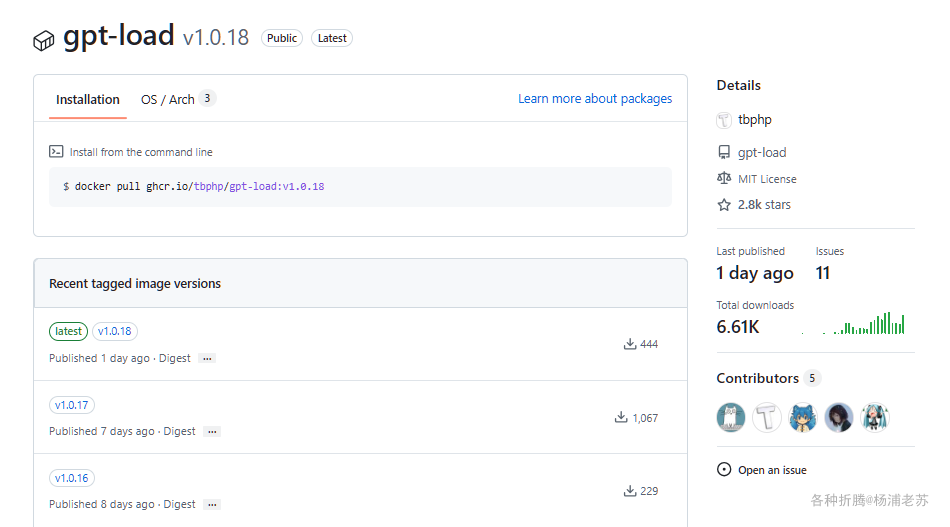 gpt-load v1.0.18 Public Latest
Installation OS / Arch 3 Learn more about packages
Install from the command line
$ docker pull ghcr.io/tbphp/gpt-load:v1.0.18
Recent tagged image versions
latest v1.0.18
Published 1 day ago · Digest ...
444
v1.0.17
Published 7 days ago · Digest ...
1,067
v1.0.16
Published 8 days ago · Digest ...
229
Details
tbphp
gpt-load
MIT License
2.8k stars
Last published Issues
1 day ago 11
Total downloads
6.61K
Contributors 5
Open an issue
各种折腾@杨浦老苏